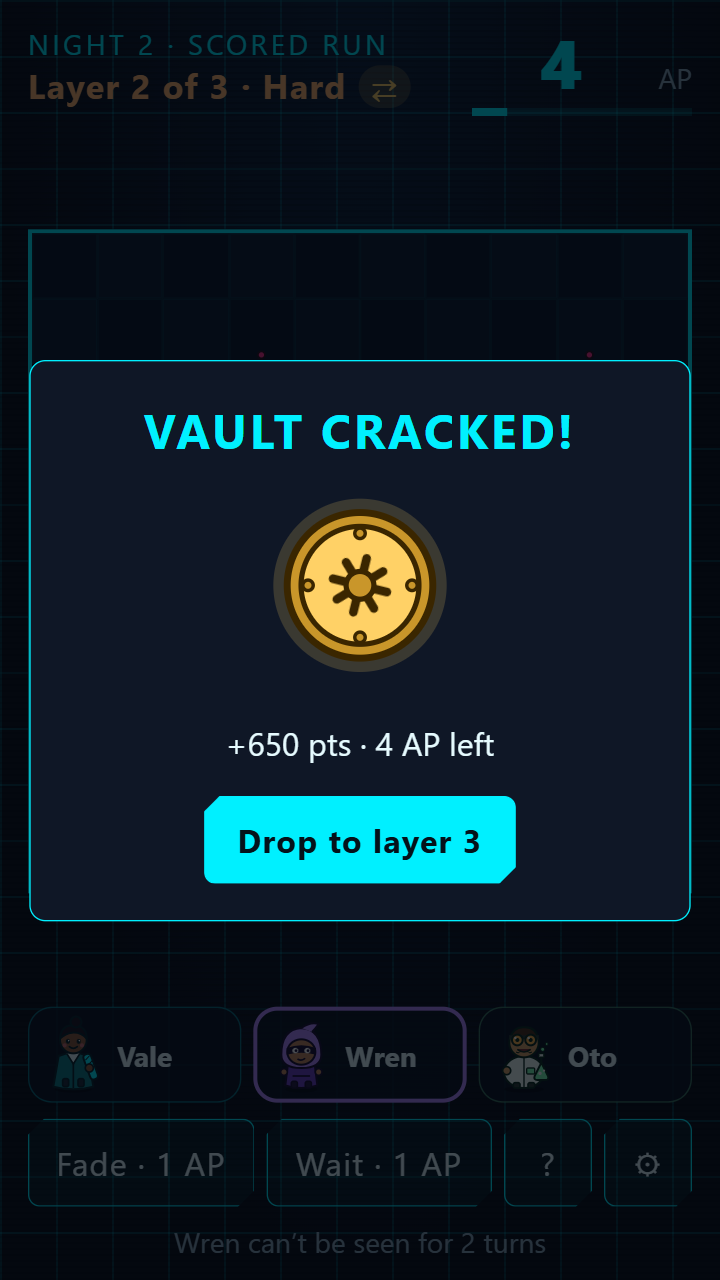 NIGHT 2 · SCORED RUN
Layer 2 of 3 · Hard ⇄
4 AP
VAULT CRACKED!
+650 pts · 4 AP left
Drop to layer 3
Vale
Wren
Oto
Fade · 1 AP
Wait · 1 AP
?
Wren can’t be seen for 2 turns